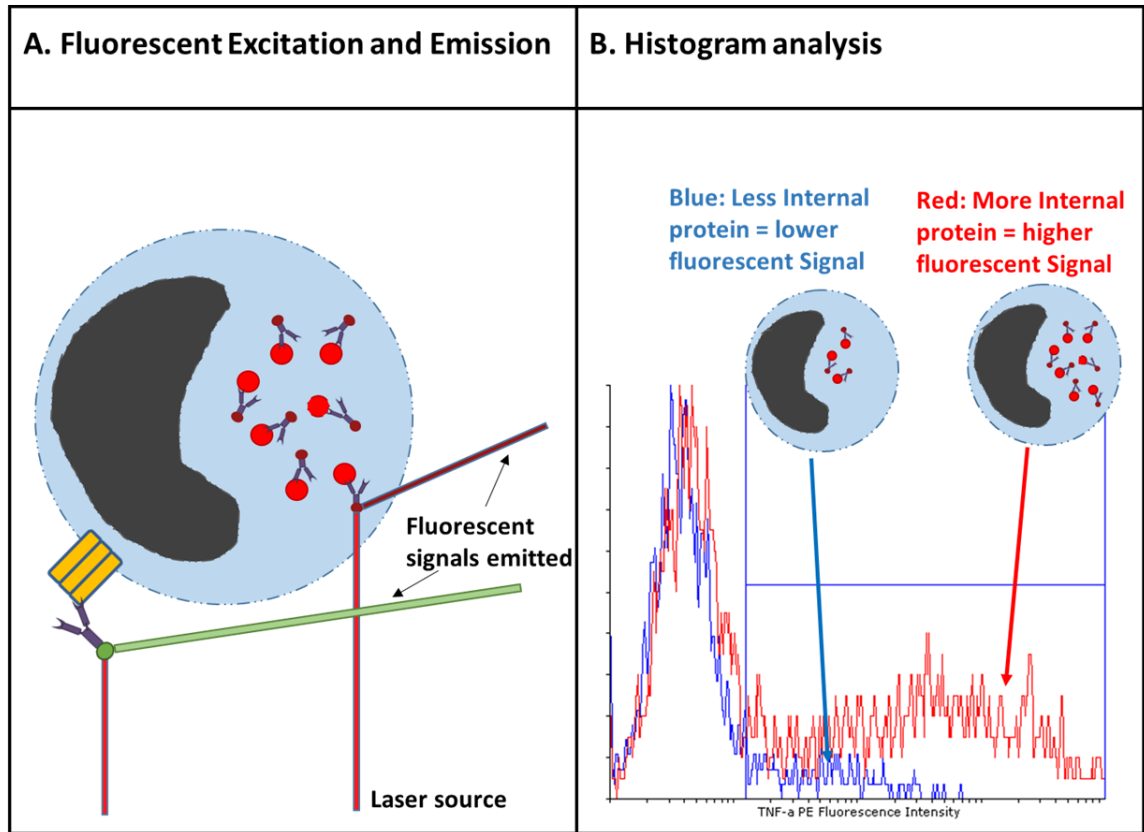 A. Fluorescent Excitation and Emission
B. Histogram analysis
Fluorescent
signals emitted
Laser source
Blue: Less Internal
protein = lower
fluorescent Signal
Red: More Internal
protein = higher
fluorescent Signal
TNF-a PE Fluorescence Intensity